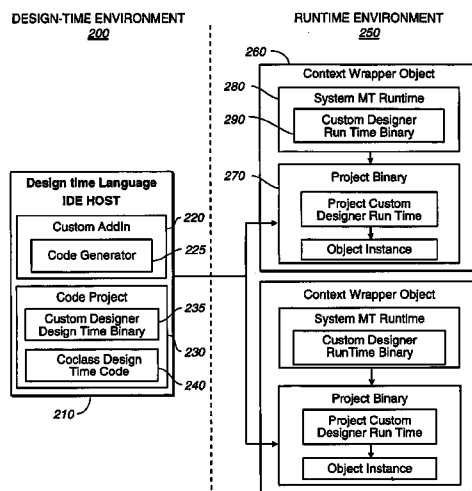 DESIGN-TIME ENVIRONMENT
200
RUNTIME ENVIRONMENT
250
260
Context Wrapper Object
280
System MT Runtime
290
Custom Designer
Run Time Binary
270
Project Binary
Project Custom
Designer Run Time
Object Instance
Design time Language
IDE HOST
220
Custom AddIn
225
Code Generator
Code Project
235
Custom Designer
Design Time Binary
230
Coclass Design
Time Code
240
210
Context Wrapper Object
System MT Runtime
Custom Designer
RunTime Binary
Project Binary
Project Custom
Designer Run Time
Object Instance